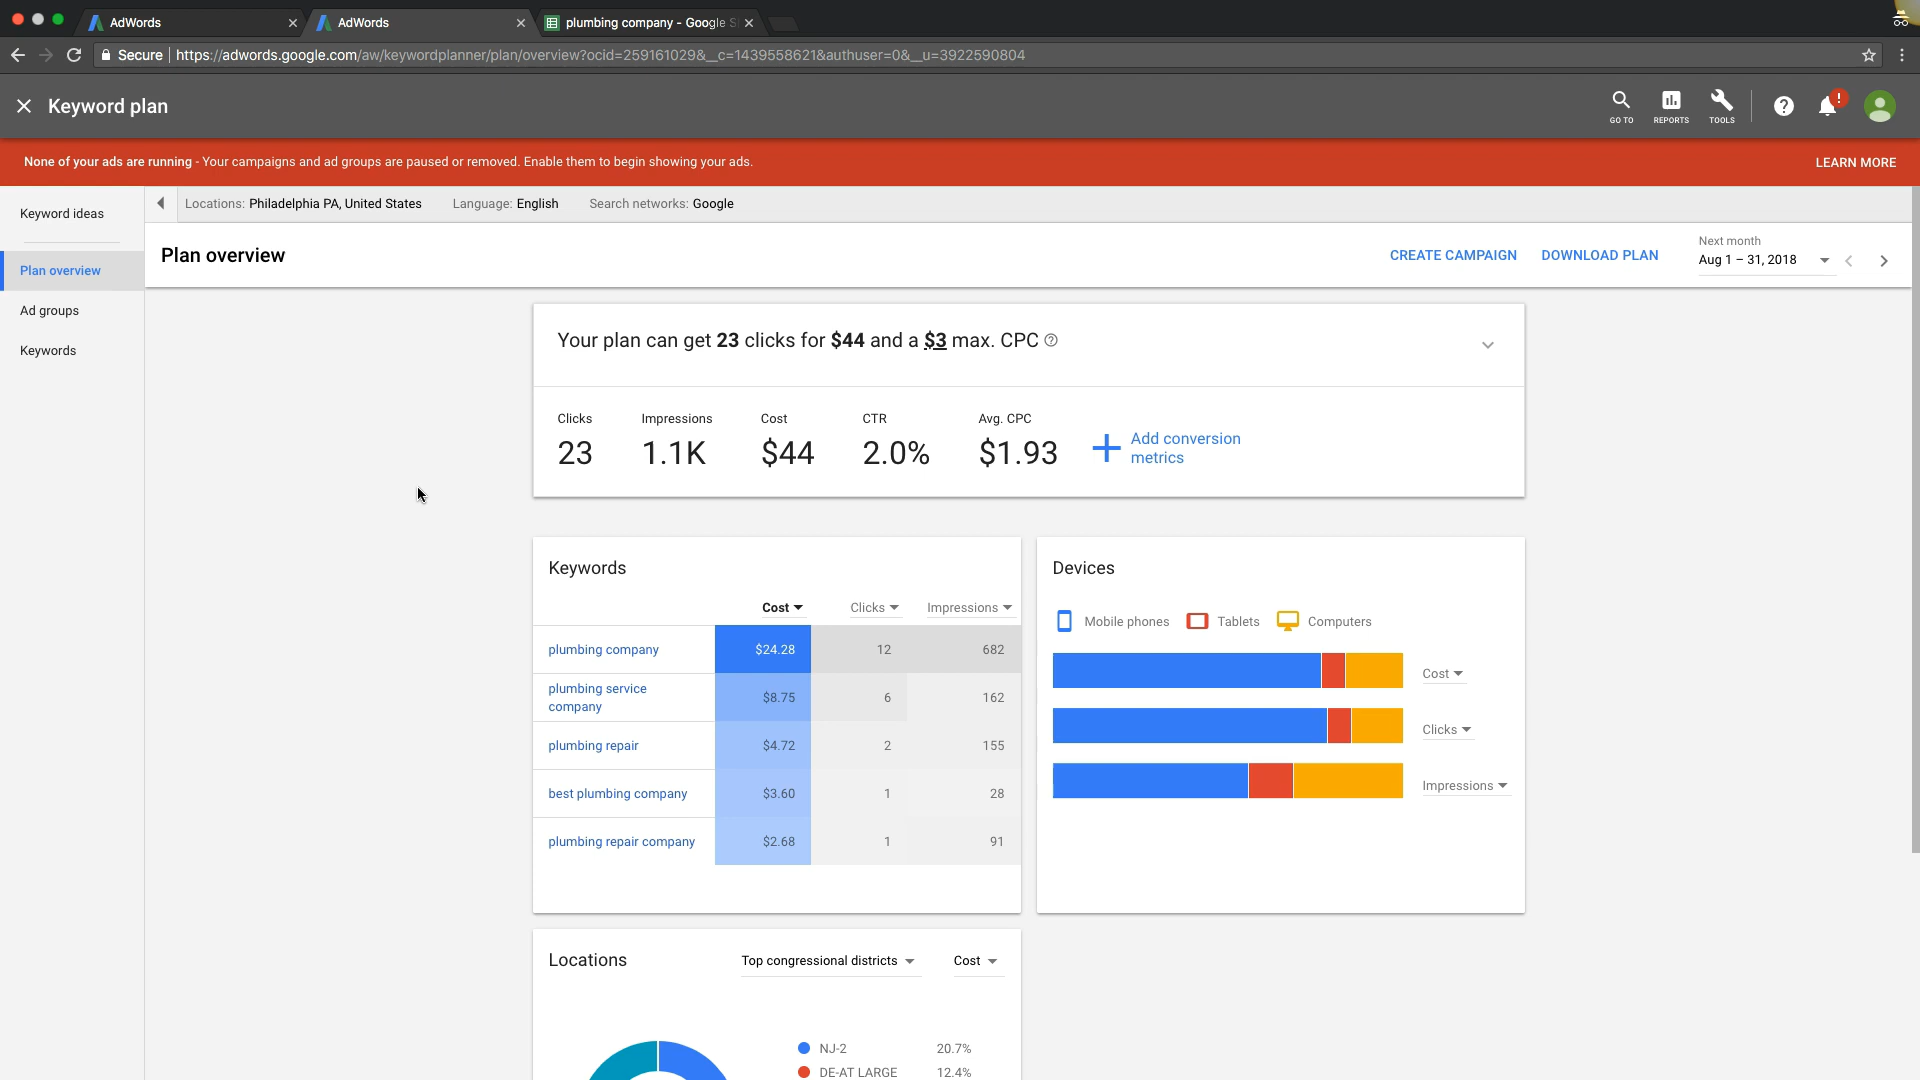 AdWords
AdWords
plumbing company - Google S
Secure https://adwords.google.com/aw/keywordplanner/plan/overview?ocid=259161029&__c=1439558621&authuser=0&__u=3922590804
Keyword plan
GO TO
REPORTS
TOOLS
?
!
None of your ads are running - Your campaigns and ad groups are paused or removed. Enable them to begin showing your ads.
LEARN MORE
Keyword ideas
Plan overview
Ad groups
Keywords
Locations: Philadelphia PA, United States Language: English Search networks: Google
Plan overview
CREATE CAMPAIGN
DOWNLOAD PLAN
Next month
Aug 1 – 31, 2018
Your plan can get 23 clicks for $44 and a $3 max. CPC ?
Clicks Impressions Cost CTR Avg. CPC
23 1.1K $44 2.0% $1.93
Add conversion
metrics
Keywords
Cost Clicks Impressions
plumbing company $24.28 12 682
plumbing service
company $8.75 6 162
plumbing repair $4.72 2 155
best plumbing company $3.60 1 28
plumbing repair company $2.68 1 91
Devices
Mobile phones Tablets Computers
Cost
Clicks
Impressions
Locations
Top congressional districts
Cost
NJ-2 20.7%
DE-AT LARGE 12.4%